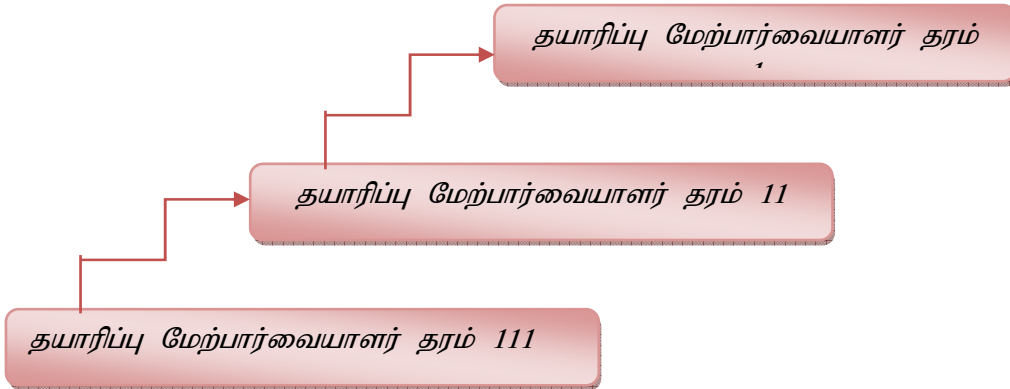 தயாரிப்பு மேற்பார்வையாளர் தரம்
தயாரிப்பு மேற்பார்வையாளர் தரம் 11
தயாரிப்பு மேற்பார்வையாளர் தரம் 111